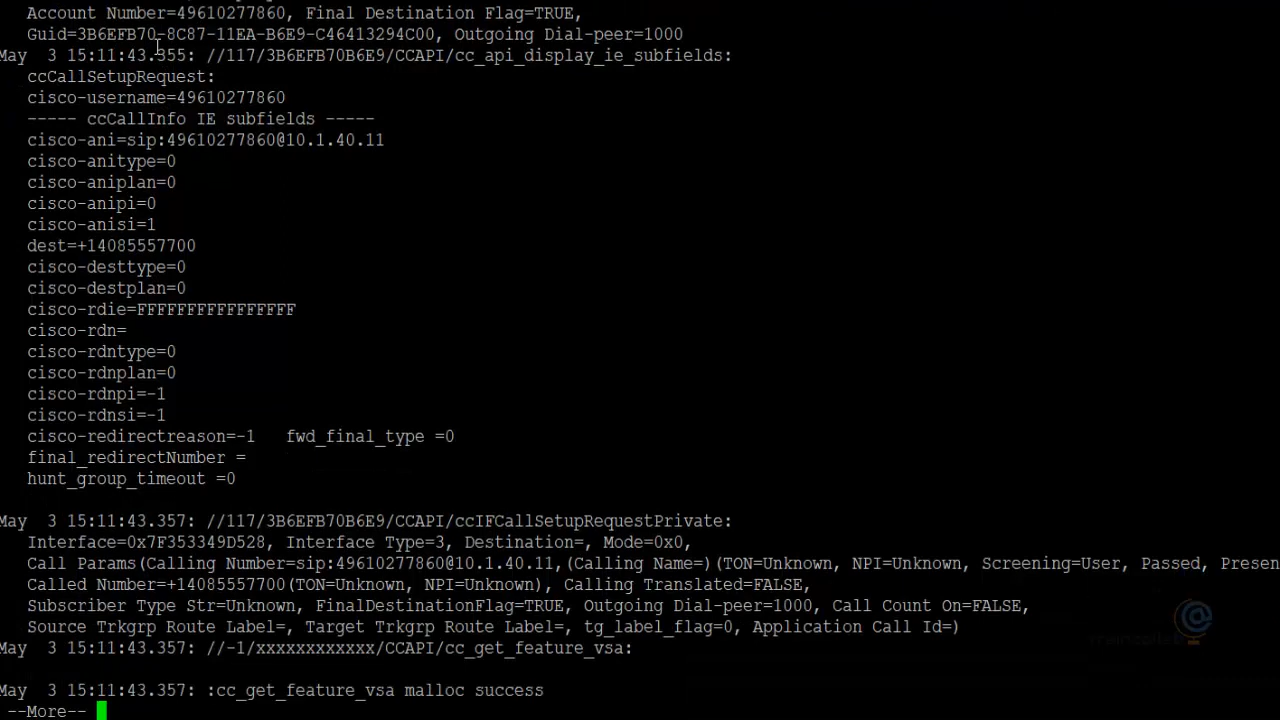 Account Number=49610277860, Final Destination Flag=TRUE,
Guid=3B6EFB70-8C87-11EA-B6E9-C46413294C00, Outgoing Dial-peer=1000
May  3 15:11:43.355: //117/3B6EFB70B6E9/CCAPI/cc_api_display_ie_subfields:
ccCallSetupRequest:
cisco-username=49610277860
----- ccCallInfo IE subfields -----
cisco-ani=sip:49610277860@10.1.40.11
cisco-anitype=0
cisco-aniplan=0
cisco-anipi=0
cisco-anisi=1
dest=+14085557700
cisco-desttype=0
cisco-destplan=0
cisco-rdie=FFFFFFFFFFFFFFFF
cisco-rdn=
cisco-rdntype=0
cisco-rdnplan=0
cisco-rdnpi=-1
cisco-rdnsi=-1
cisco-redirectreason=-1   fwd_final_type =0
final_redirectNumber =
hunt_group_timeout =0
May  3 15:11:43.357: //117/3B6EFB70B6E9/CCAPI/ccIFCallSetupRequestPrivate:
Interface=0x7F353349D528, Interface Type=3, Destination=, Mode=0x0,
Call Params(Calling Number=sip:49610277860@10.1.40.11,(Calling Name=)(TON=Unknown, NPI=Unknown, Screening=User, Passed, Presen
Called Number=+14085557700(TON=Unknown, NPI=Unknown), Calling Translated=FALSE,
Subscriber Type Str=Unknown, FinalDestinationFlag=TRUE, Outgoing Dial-peer=1000, Call Count On=FALSE,
Source Trkgrp Route Label=, Target Trkgrp Route Label=, tg_label_flag=0, Application Call Id=)
May  3 15:11:43.357: //-1/xxxxxxxxxxxx/CCAPI/cc_get_feature_vsa:
May  3 15:11:43.357: :cc_get_feature_vsa malloc success
--More--